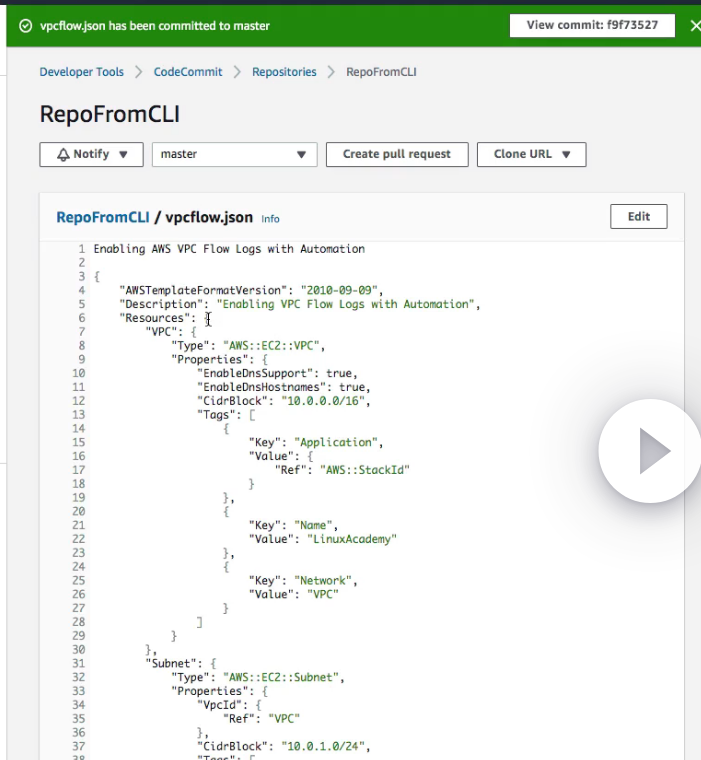 vpcflow.json has been committed to master
View commit: f9f73527
Developer Tools > CodeCommit > Repositories > RepoFromCLI
RepoFromCLI
Notify
master
Create pull request
Clone URL
RepoFromCLI / vpcflow.json Info
Edit
1 Enabling AWS VPC Flow Logs with Automation
2
3 {
4     "AWSTemplateFormatVersion": "2010-09-09",
5     "Description": "Enabling VPC Flow Logs with Automation",
6     "Resources": {
7         "VPC": {
8             "Type": "AWS::EC2::VPC",
9             "Properties": {
10                 "EnableDnsSupport": true,
11                 "EnableDnsHostnames": true,
12                 "CidrBlock": "10.0.0.0/16",
13                 "Tags": [
14                     {
15                         "Key": "Application",
16                         "Value": {
17                             "Ref": "AWS::StackId"
18                         }
19                     },
20                     {
21                         "Key": "Name",
22                         "Value": "LinuxAcademy"
23                     },
24                     {
25                         "Key": "Network",
26                         "Value": "VPC"
27                     }
28                 ]
29             }
30         },
31         "Subnet": {
32             "Type": "AWS::EC2::Subnet",
33             "Properties": {
34                 "VpcId": {
35                     "Ref": "VPC"
36                 },
37                 "CidrBlock": "10.0.1.0/24",
38                 "Tags": [